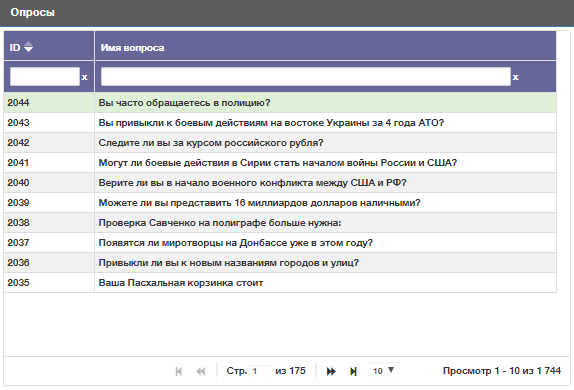 Опросы
ID Имя вопроса
x x
2044 Вы часто обращаетесь в полицию?
2043 Вы привыкли к боевым действиям на востоке Украины за 4 года АТО?
2042 Следите ли вы за курсом российского рубля?
2041 Могут ли боевые действия в Сирии стать началом войны России и США?
2040 Верите ли вы в начало военного конфликта между США и РФ?
2039 Можете ли вы представить 16 миллиардов долларов наличными?
2038 Проверка Савченко на полиграфе больше нужна:
2037 Появятся ли миротворцы на Донбассе уже в этом году?
2036 Привыкли ли вы к новым названиям городов и улиц?
2035 Ваша Пасхальная корзинка стоит
Стр. 1 из 175 10 Просмотр 1 - 10 из 1 744